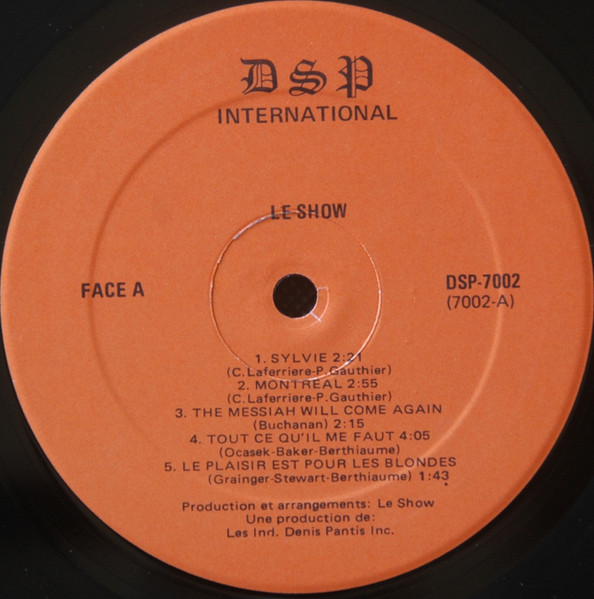 DSP
INTERNATIONAL
LE SHOW
FACE A
DSP-7002
(7002-A)
1. SYLVIE 2:21
(C. Laferriere-P. Gauthier)
2. MONTREAL 2:55
(C. Laferriere-P. Gauthier)
3. THE MESSIAH WILL COME AGAIN
(Buchanan) 2:15
4. TOUT CE QU'IL ME FAUT 4:05
(Ocasek-Baker-Berthiaume)
5. LE PLAISIR EST POUR LES BLONDES
(Grainger-Stewart-Berthiaume) 1:43
Production et arrangements: Le Show
Une production de:
Les Ind. Denis Pantis Inc.